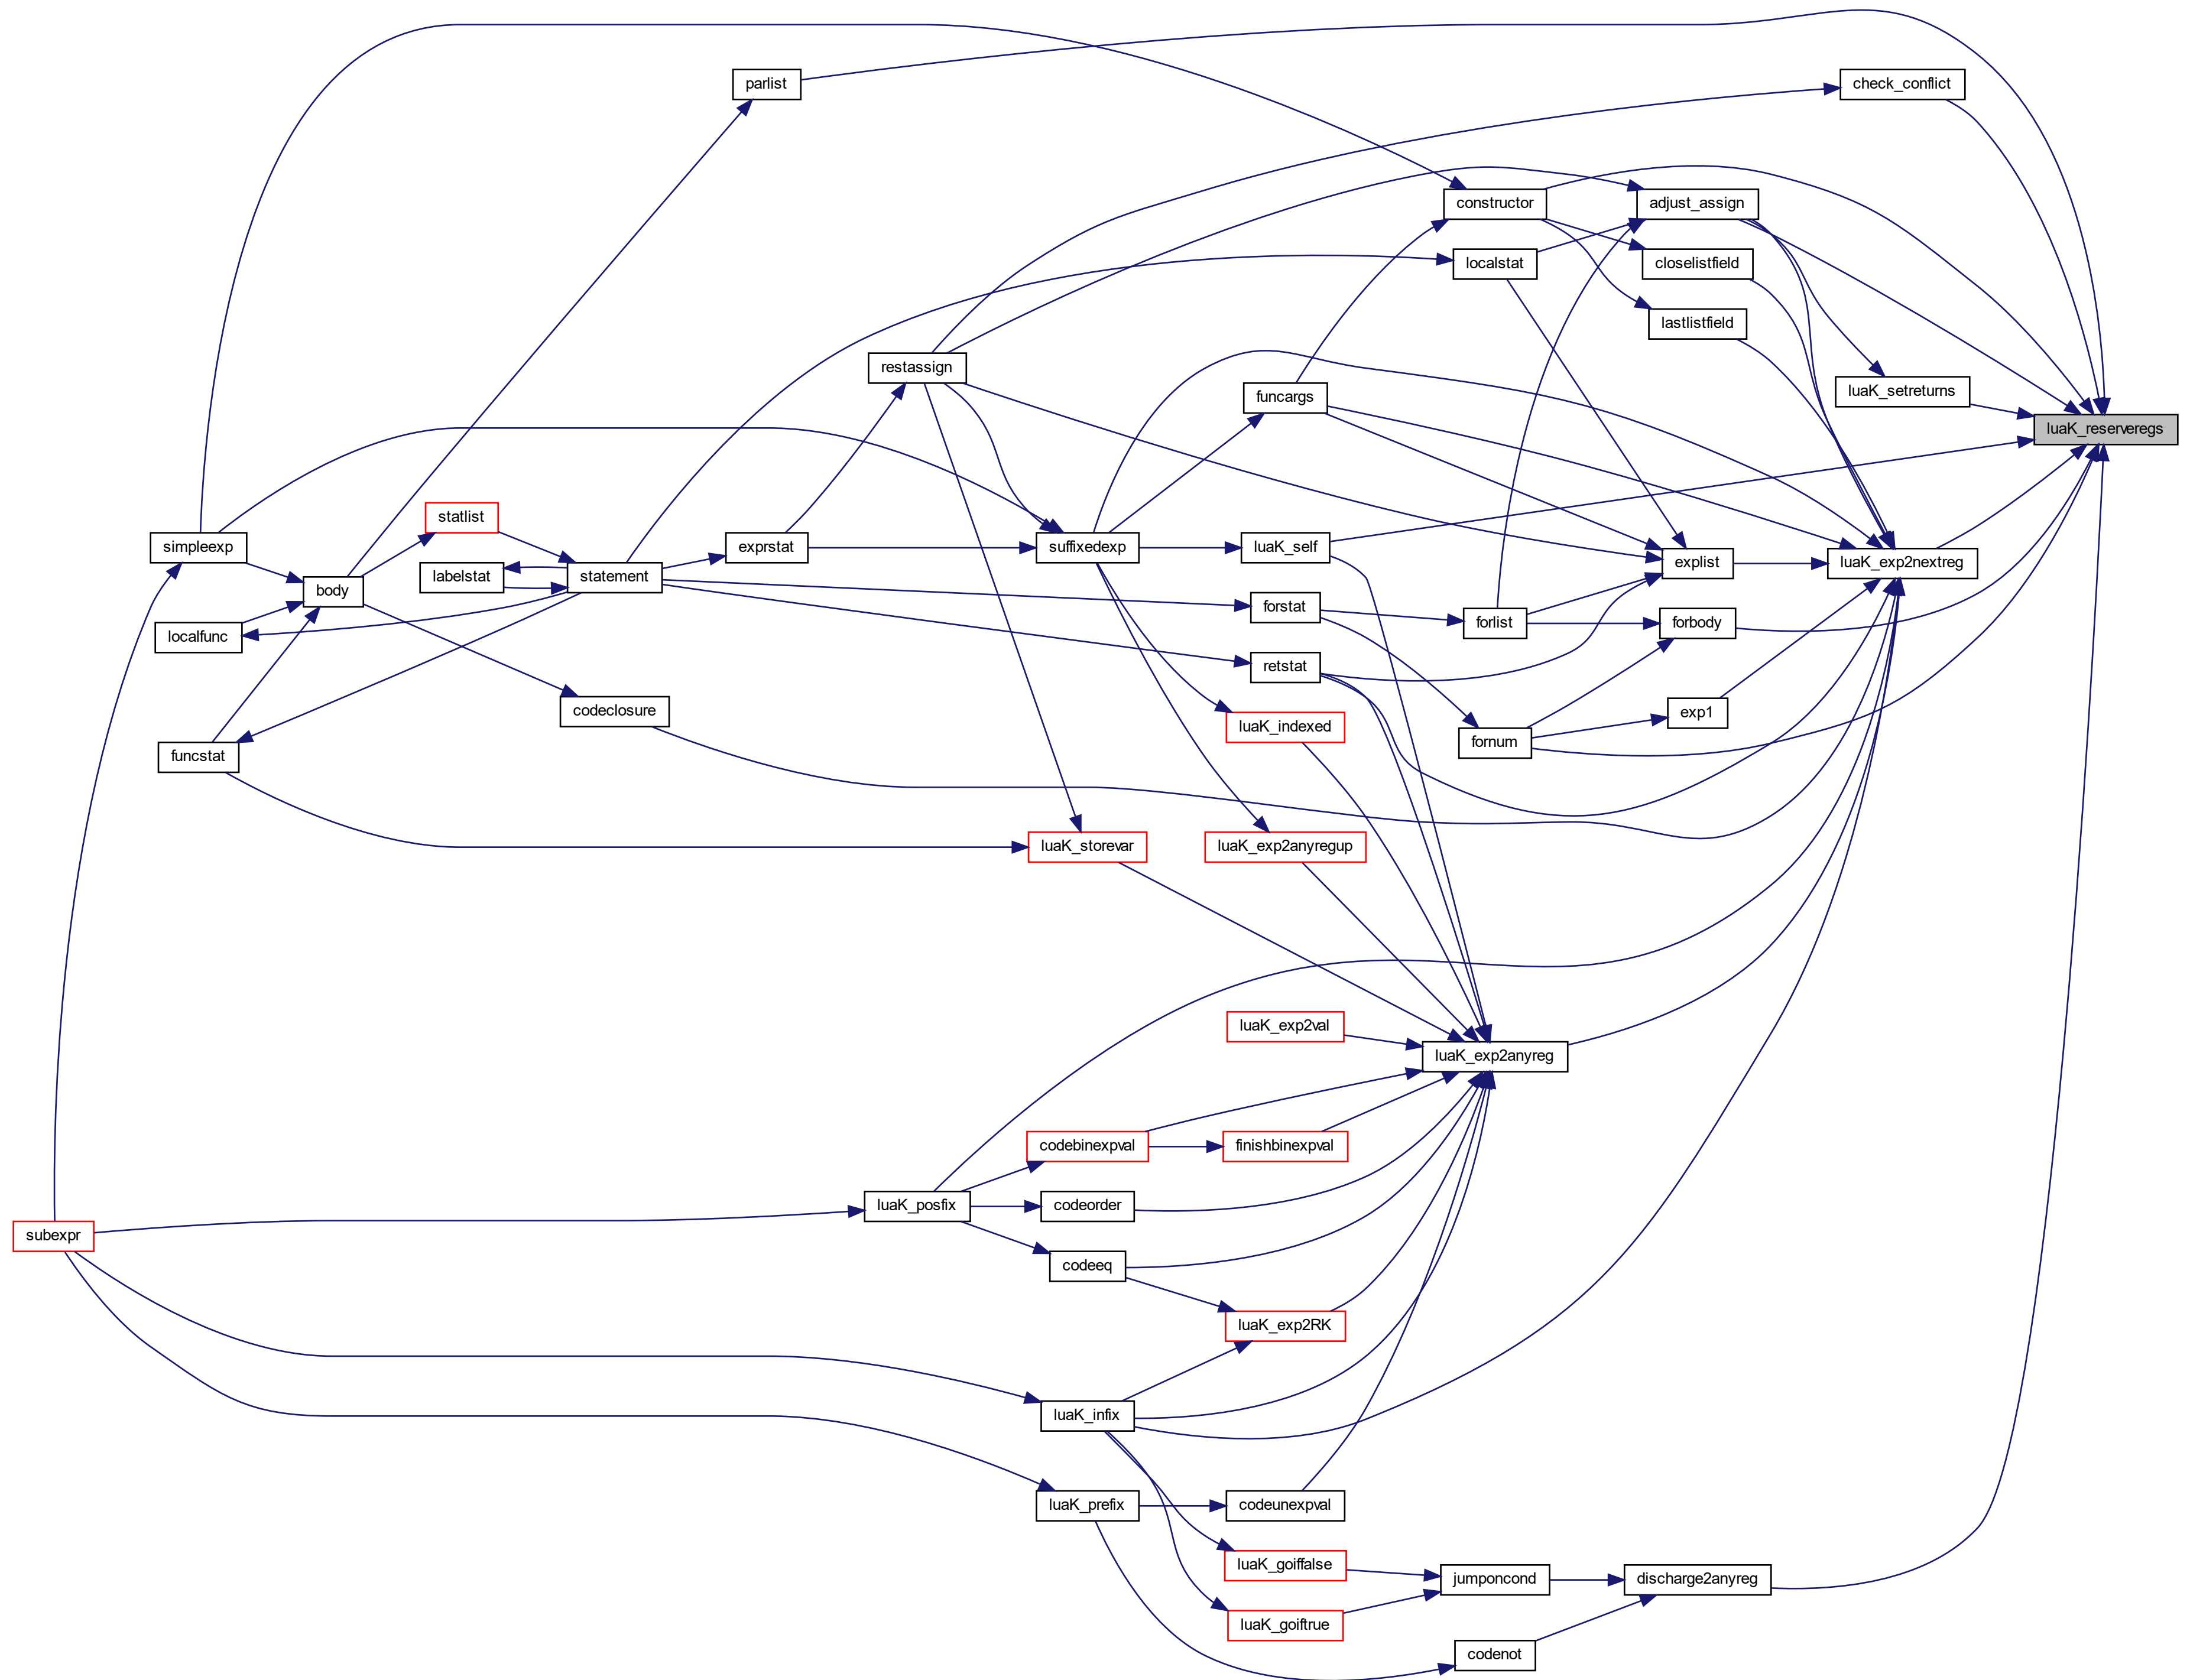 parlist
check_conflict
constructor
adjust_assign
localstat
closelistfield
lastlistfield
restassign
funcargs
luaK_setreturns
luaK_reserveregs
statlist
simpleexp
exprstat
suffixedexp
luaK_self
explist
luaK_exp2nextreg
labelstat
statement
body
forstat
forlist
forbody
localfunc
retstat
codeclosure
exp1
luaK_indexed
fornum
funcstat
luaK_storevar
luaK_exp2anyregup
luaK_exp2val
luaK_exp2anyreg
codebinexpval
finishbinexpval
luaK_posfix
codeorder
subexpr
codeeq
luaK_exp2RK
luaK_infix
luaK_prefix
codeunexpval
luaK_goiffalse
jumponcond
discharge2anyreg
luaK_goiftrue
codenot